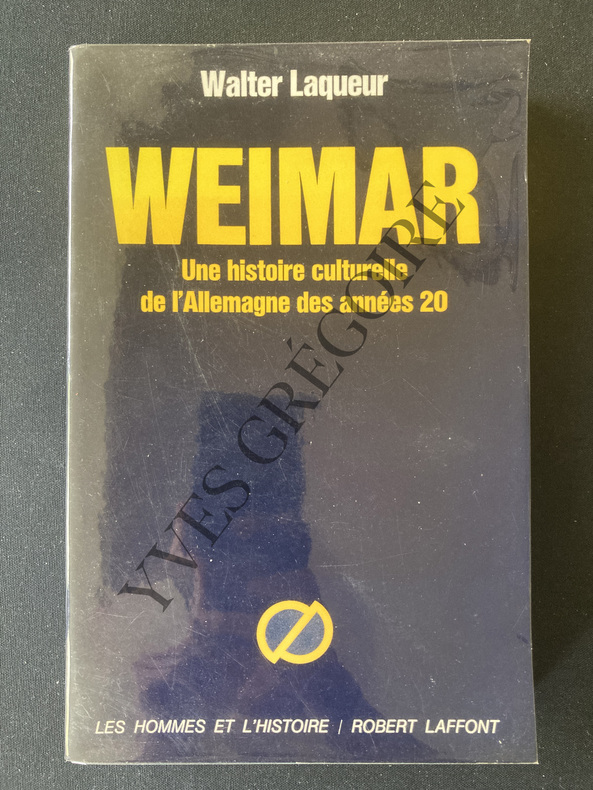 Walter Laqueur
WEIMAR
Une histoire culturelle
de l'Allemagne des années 20
YVES GRÉGOIRE
LES HOMMES ET L'HISTOIRE / ROBERT LAFFONT